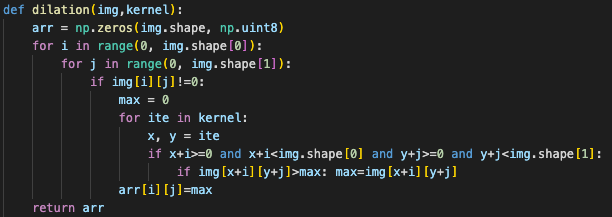 def dilation(img,kernel):
    arr = np.zeros(img.shape, np.uint8)
    for i in range(0, img.shape[0]):
        for j in range(0, img.shape[1]):
            if img[i][j]!=0:
                max = 0
                for ite in kernel:
                    x, y = ite
                    if x+i>=0 and x+i<img.shape[0] and y+j>=0 and y+j<img.shape[1]:
                        if img[x+i][y+j]>max: max=img[x+i][y+j]
                arr[i][j]=max
    return arr